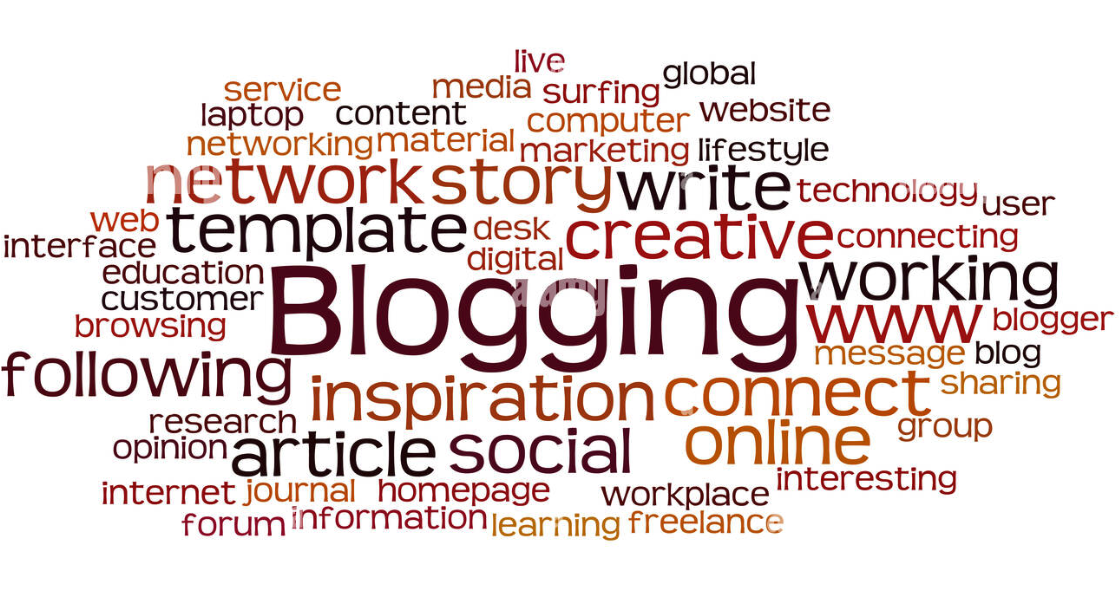 live
service media surfing global
laptop content computer website
networking material marketing lifestyle
network story write technology
web template desk creative user
interface digital connecting
education Blogging working
customer
browsing www blogger
following message blog
inspiration connect sharing
research online group
opinion article social
internet journal homepage workplace interesting
forum information learning freelance
alamy